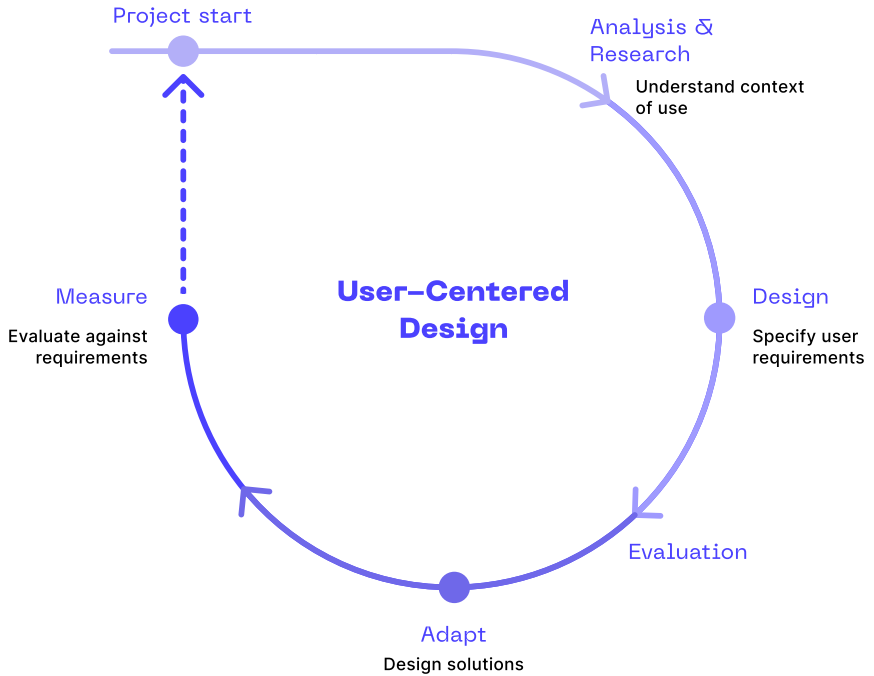 Project start
Analysis &
Research
Understand context
of use
User-Centered
Design
Design
Specify user
requirements
Measure
Evaluate against
requirements
Evaluation
Adapt
Design solutions